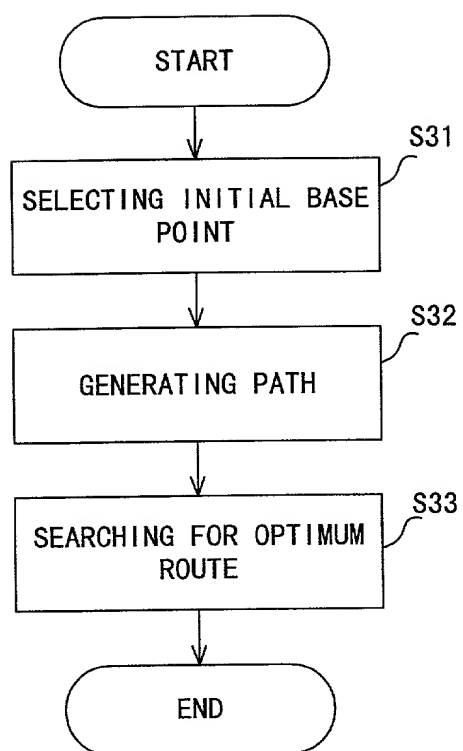 START
S31
SELECTING INITIAL BASE
POINT
S32
GENERATING PATH
S33
SEARCHING FOR OPTIMUM
ROUTE
END